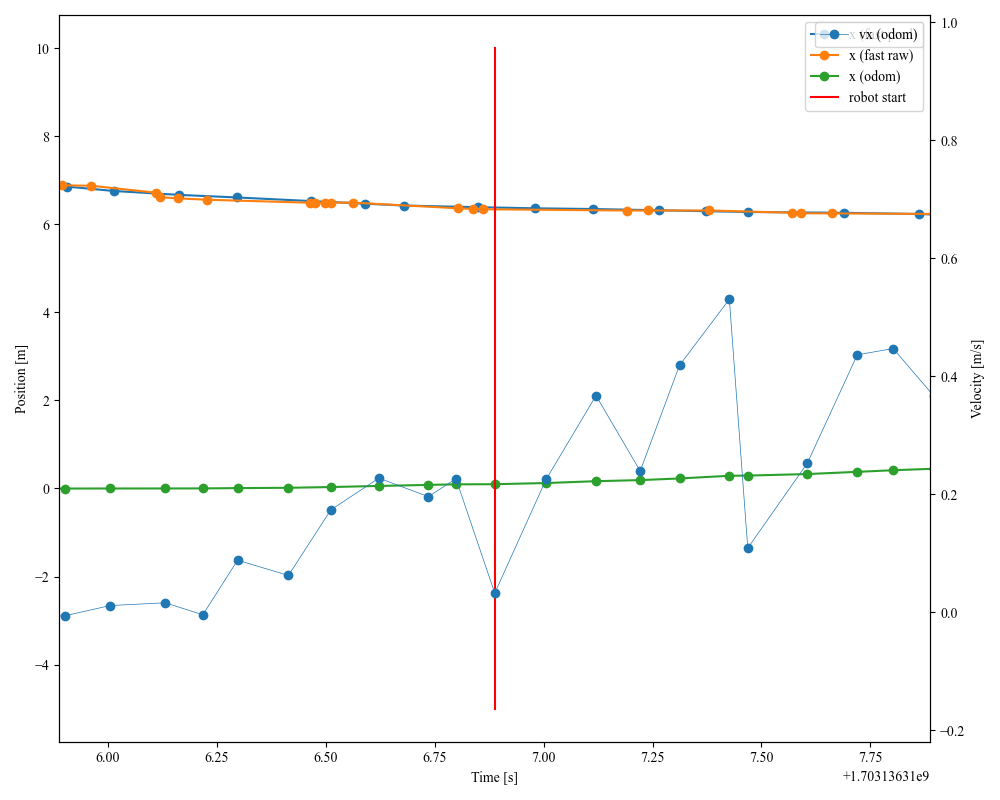 vx (odom)
x (fast raw)
x (odom)
robot start
10
8
6
4
2
0
−2
−4
Position [m]
1.0
0.8
0.6
0.4
0.2
0.0
−0.2
Velocity [m/s]
6.00 6.25 6.50 6.75 7.00 7.25 7.50 7.75
Time [s]
+1.70313631e9